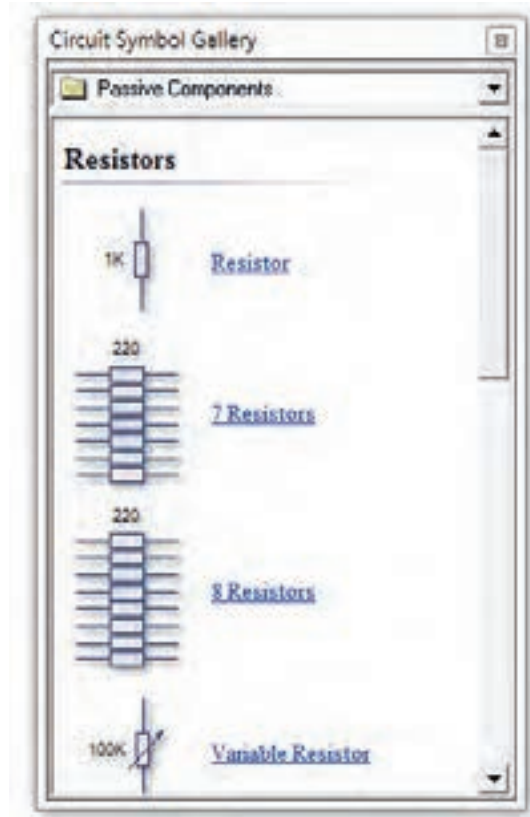 Circuit Symbol Gallery
Passive Components
Resistors
1K
Resistor
220
7 Resistors
220
8 Resistors
100K
Variable Resistor